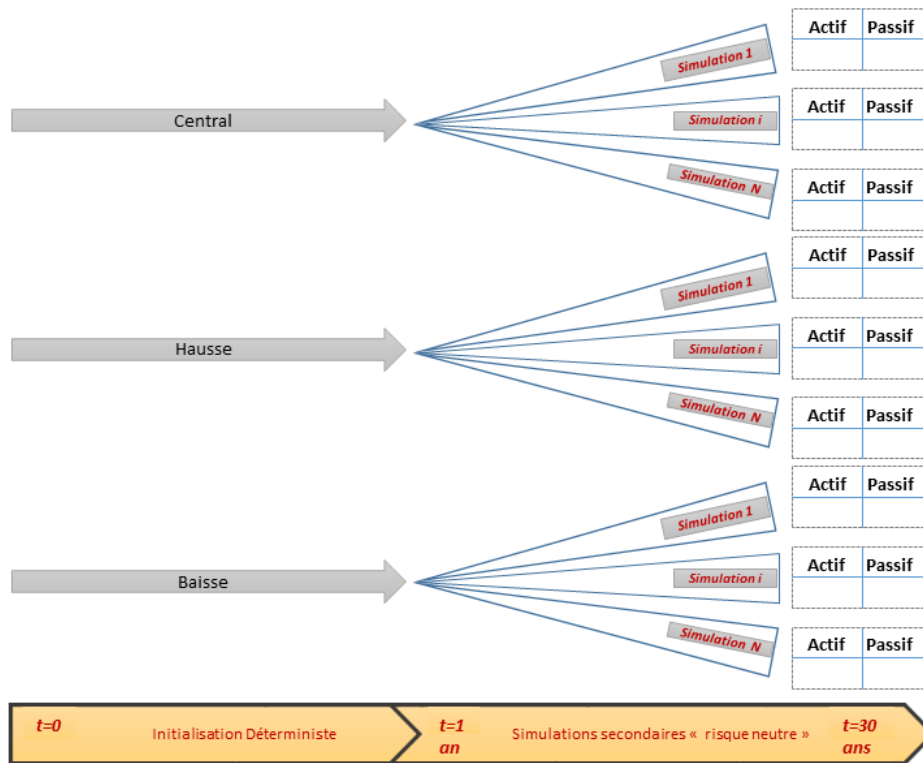 Actif Passif
Simulation 1
Central
Actif Passif
Simulation i
Actif Passif
Simulation N
Actif Passif
Simulation 1
Hausse
Actif Passif
Simulation i
Actif Passif
Simulation N
Actif Passif
Simulation 1
Baisse
Actif Passif
Simulation i
Actif Passif
Simulation N
t=0
Initialisation Déterministe
t=1
an
Simulations secondaires « risque neutre »
t=30
ans